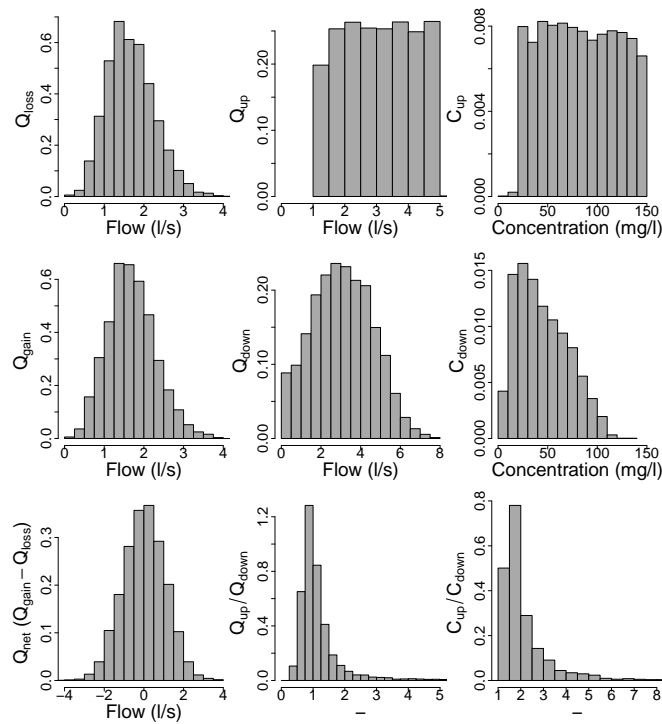 Q_loss
0.0 0.2 0.4 0.6
0 1 2 3 4
Flow (l/s)
Q_up
0.00 0.10 0.20
0 1 2 3 4 5
Flow (l/s)
C_up
0.000 0.004 0.008
50 100 150
Concentration (mg/l)
Q_gain
0.0 0.2 0.4 0.6
0 1 2 3 4
Flow (l/s)
Q_down
0.00 0.10 0.20
0 2 4 6 8
Flow (l/s)
C_down
0.000 0.005 0.010 0.015
0 50 100 150
Concentration (mg/l)
Q_net (Q_gain − Q_loss)
0.0 0.1 0.2 0.3
−4 −2 0 2 4
Flow (l/s)
Q_up/Q_down
0.0 0.4 0.8 1.2
0 1 2 3 4 5
–
C_up/C_down
0.0 0.2 0.4 0.6 0.8
1 2 3 4 5 6 7 8
–